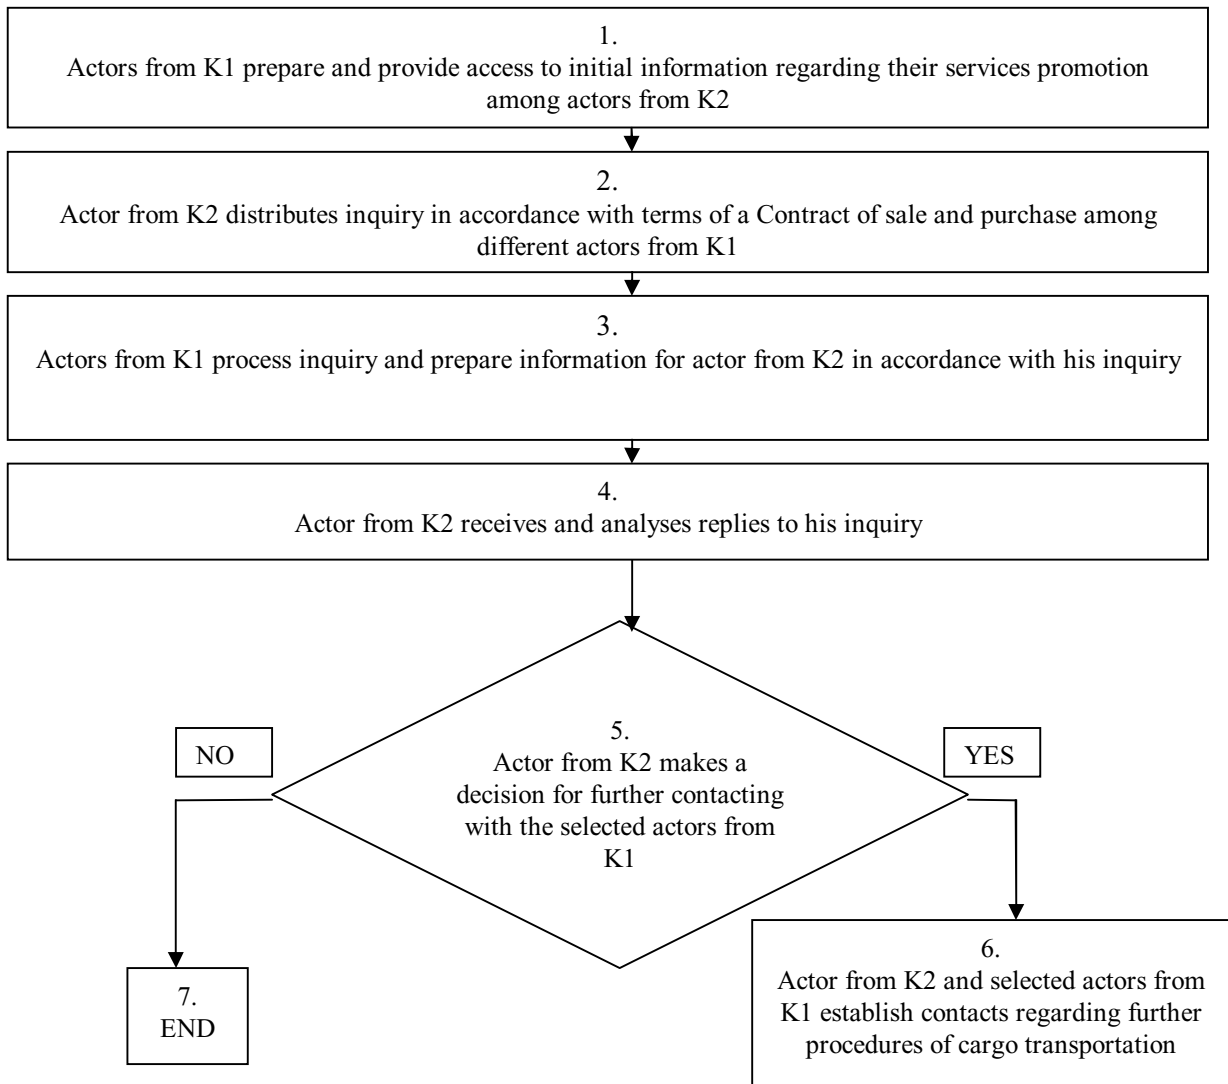 1.
Actors from K1 prepare and provide access to initial information regarding their services promotion
among actors from K2
2.
Actor from K2 distributes inquiry in accordance with terms of a Contract of sale and purchase among
different actors from K1
3.
Actors from K1 process inquiry and prepare information for actor from K2 in accordance with his inquiry
4.
Actor from K2 receives and analyses replies to his inquiry
5.
Actor from K2 makes a
decision for further contacting
with the selected actors from
K1
NO
YES
6.
Actor from K2 and selected actors from
K1 establish contacts regarding further
procedures of cargo transportation
7.
END